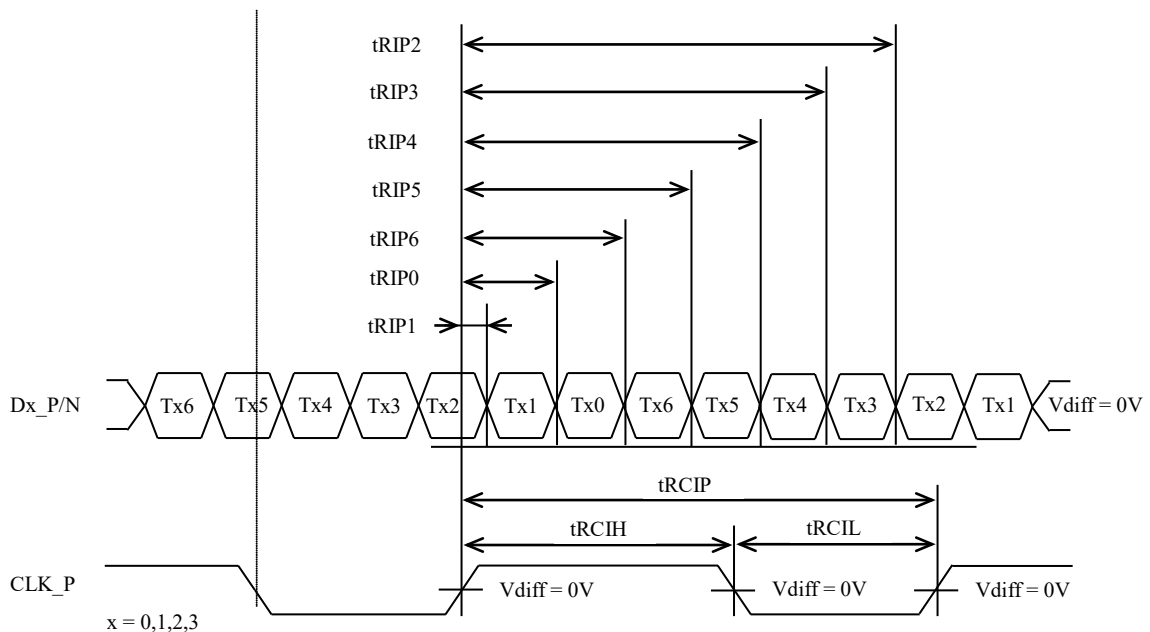 tRIP2
tRIP3
tRIP4
tRIP5
tRIP6
tRIP0
tRIP1
Dx_P/N Tx6 Tx5 Tx4 Tx3 Tx2 Tx1 Tx0 Tx6 Tx5 Tx4 Tx3 Tx2 Tx1 Vdiff = 0V
tRCIP
tRCIH tRCIL
CLK_P Vdiff = 0V Vdiff = 0V Vdiff = 0V
x = 0,1,2,3